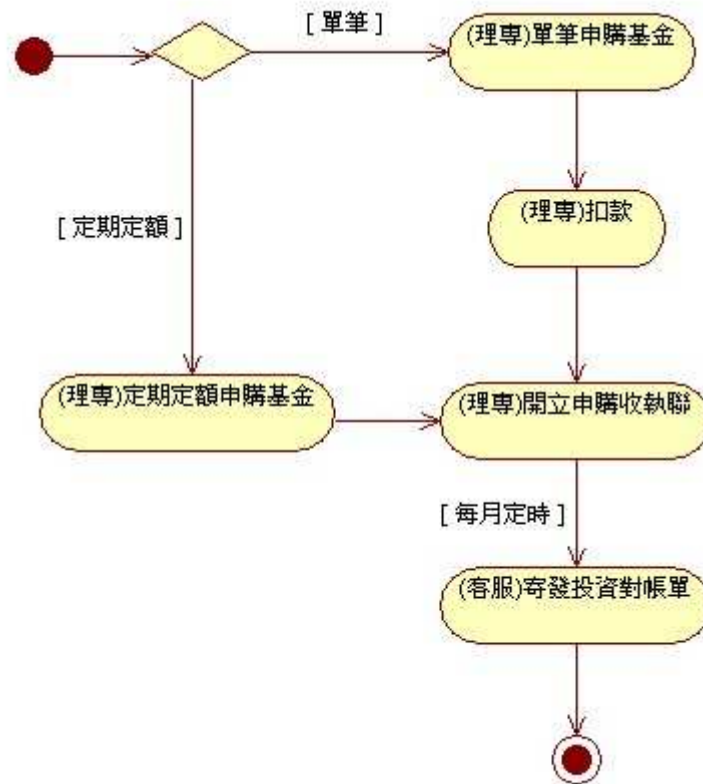 [ 單筆 ]
(理專)單筆申購基金
(理專)扣款
[ 定期定額 ]
(理專)定期定額申購基金
(理專)開立申購收執聯
[ 每月定時 ]
(客服)寄發投資對帳單